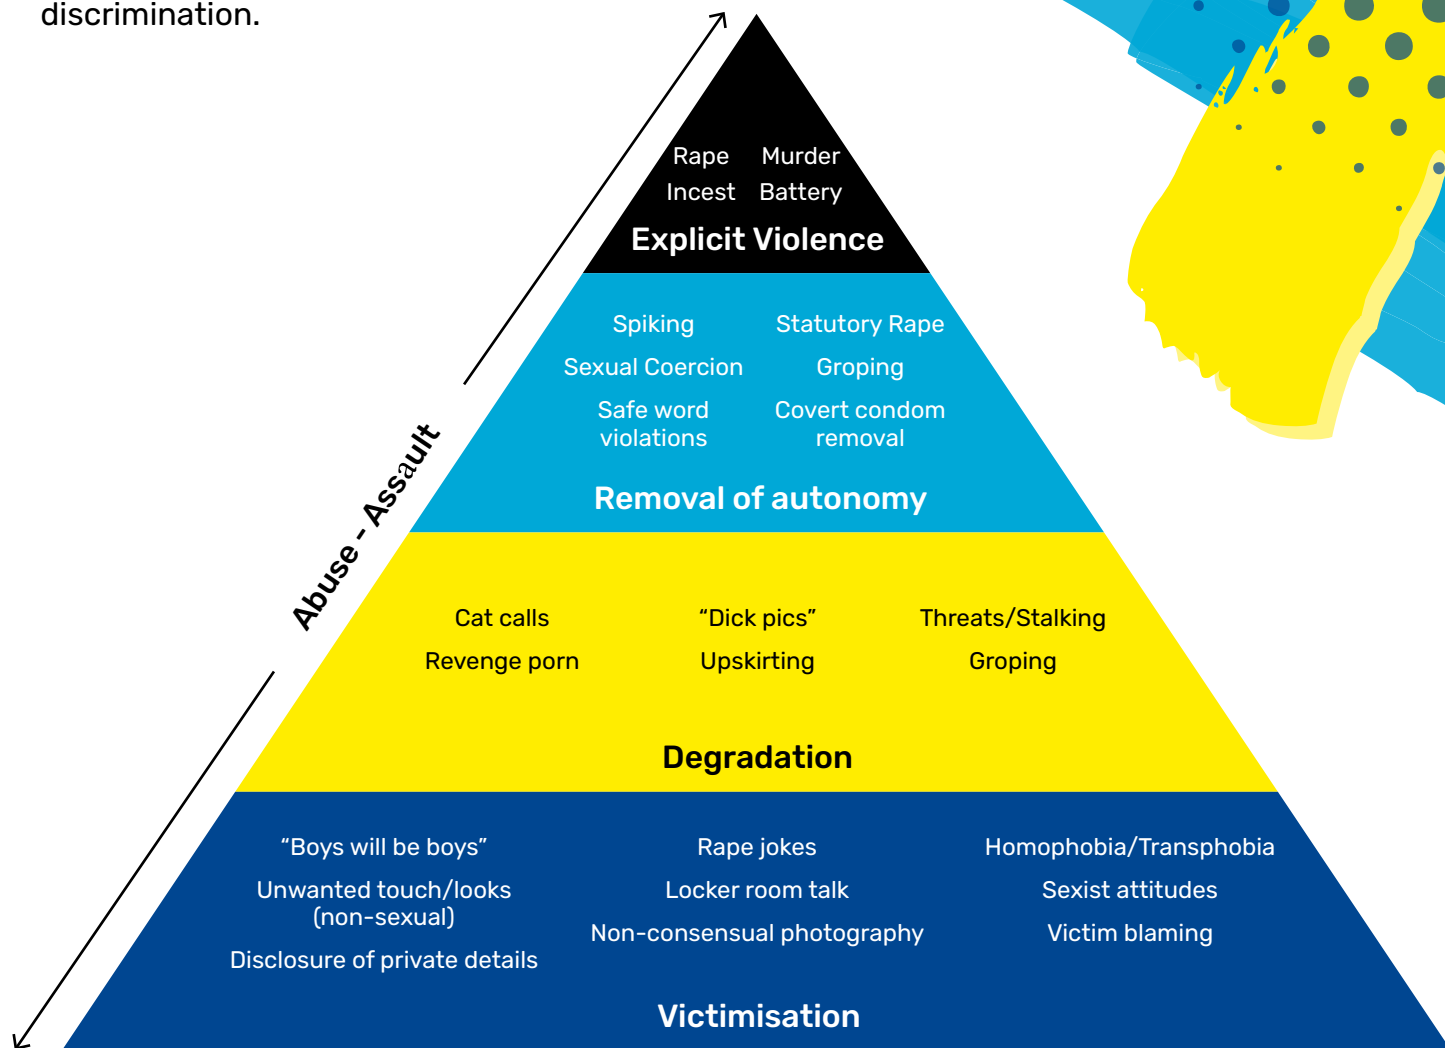 discrimination.
Rape Murder
Incest Battery
Explicit Violence
Spiking Statutory Rape
Sexual Coercion Groping
Safe word Covert condom
violations removal
Removal of autonomy
Abuse - Assault
Cat calls “Dick pics” Threats/Stalking
Revenge porn Upskirting Groping
Degradation
“Boys will be boys” Rape jokes Homophobia/Transphobia
Unwanted touch/looks Locker room talk Sexist attitudes
(non-sexual)
Non-consensual photography Victim blaming
Disclosure of private details
Victimisation